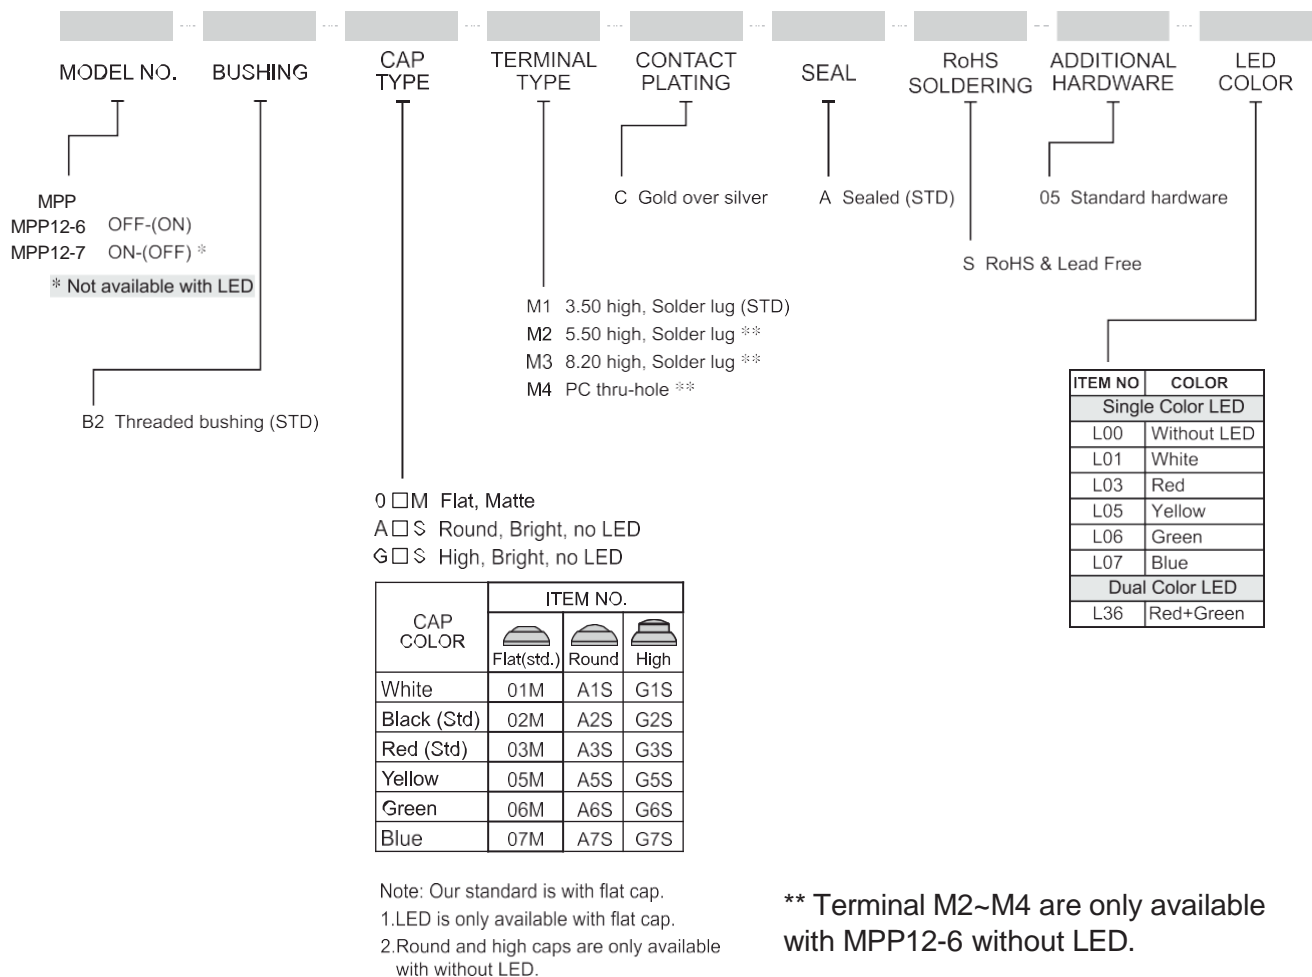 MODEL NO.
BUSHING
CAP
TYPE
TERMINAL
TYPE
CONTACT
PLATING
SEAL
RoHS
SOLDERING
ADDITIONAL
HARDWARE
LED
COLOR
MPP
MPP12-6 OFF-(ON)
MPP12-7 ON-(OFF) *
* Not available with LED
B2 Threaded bushing (STD)
C Gold over silver
A Sealed (STD)
05 Standard hardware
S RoHS & Lead Free
M1 3.50 high, Solder lug (STD)
M2 5.50 high, Solder lug **
M3 8.20 high, Solder lug **
M4 PC thru-hole **
0□M Flat, Matte
A□S Round, Bright, no LED
G□S High, Bright, no LED
CAP
COLOR
ITEM NO.
Flat(std.) Round High
White 01M A1S G1S
Black (Std) 02M A2S G2S
Red (Std) 03M A3S G3S
Yellow 05M A5S G5S
Green 06M A6S G6S
Blue 07M A7S G7S
Note: Our standard is with flat cap.
1.LED is only available with flat cap.
2.Round and high caps are only available
with without LED.
ITEM NO COLOR
Single Color LED
L00 Without LED
L01 White
L03 Red
L05 Yellow
L06 Green
L07 Blue
Dual Color LED
L36 Red+Green
** Terminal M2~M4 are only available
with MPP12-6 without LED.